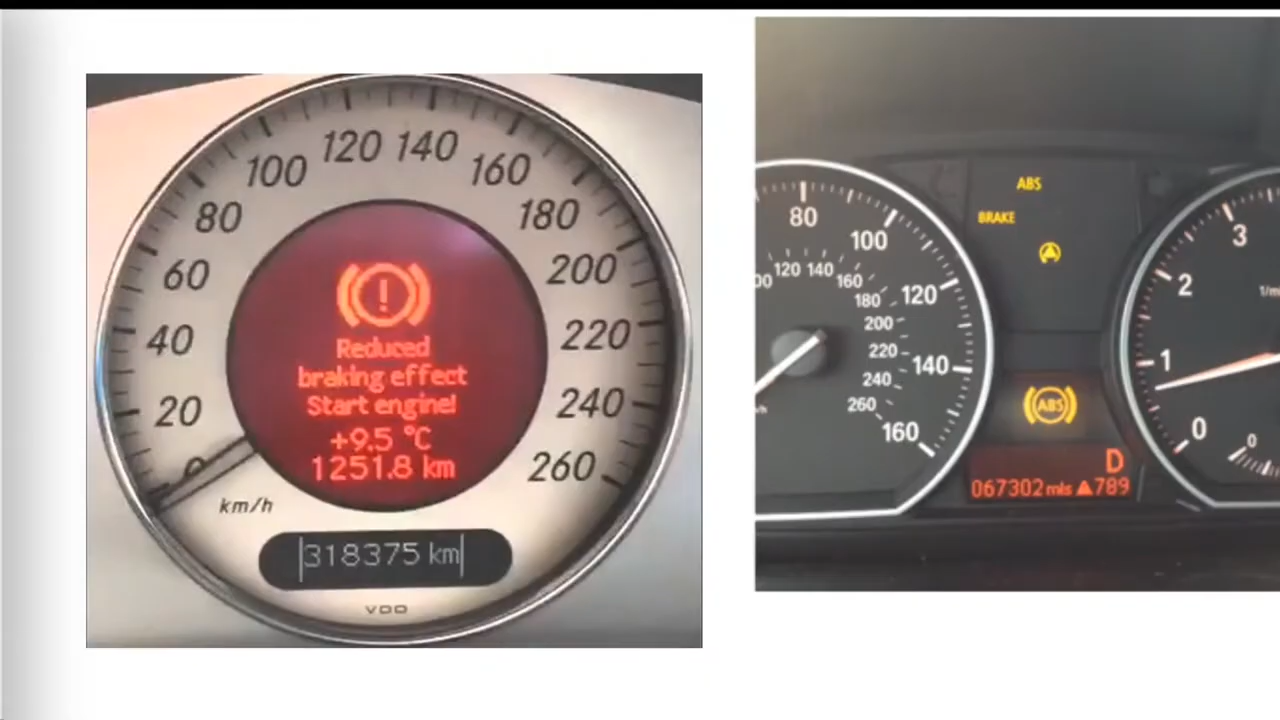 120 140
100 160
80 180
60 200
40 220
20 240
0 260
Reduced
braking effect
Start engine!
+9.5 °C
1251.8 km
km/h
318375 km
VDO
80
100
120
140
160
120 140
160
180
200
220
240
260
ABS
BRAKE
ABS
D
067302 mls ▲789
3
2
1
0
0